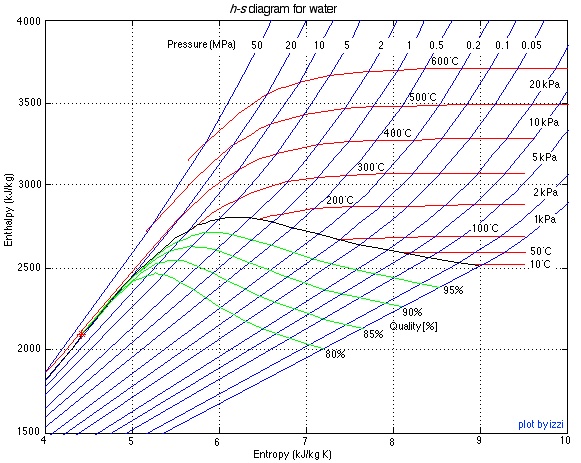 h-s diagram for water
4000
Pressure (MPa) 50 20 10 5 2 1 0.5 0.2 0.1 0.05
600°C
20 kPa
3500
500°C
10 kPa
400°C
5 kPa
300°C
3000
2 kPa
200°C
1 kPa
100°C
50°C
2500
10°C
95%
90%
Quality [%]
85%
2000
80%
1500
4 5 6 7 8 9 10
Enthalpy (kJ/kg)
Entropy (kJ/kg K)
plot by izzi